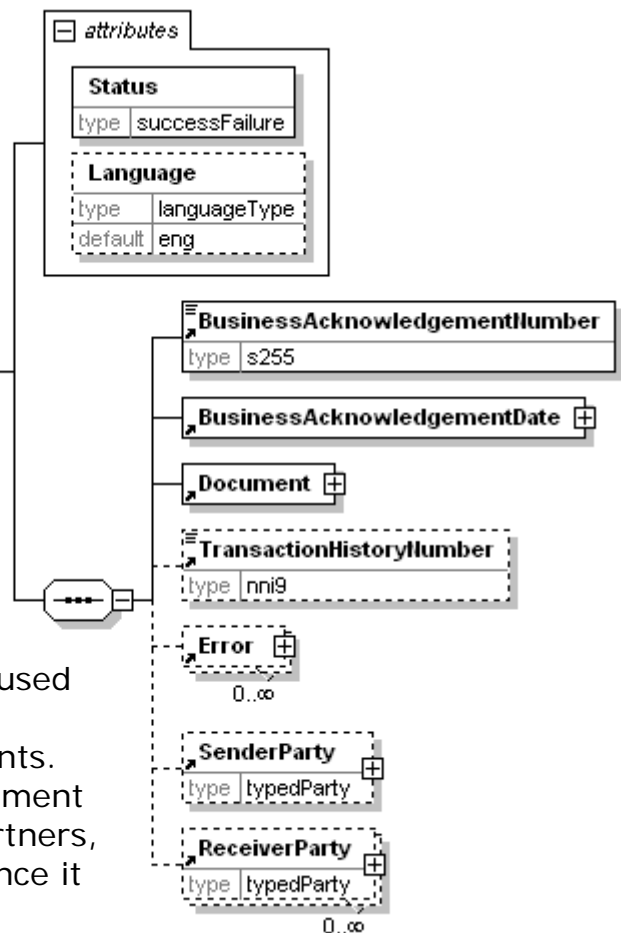 attributes
Status
type successFailure
Language
type languageType
default eng
BusinessAcknowledgementNumber
type s255
BusinessAcknowledgementDate
Document
TransactionHistoryNumber
type nni9
Error
0..∞
used
nts.
SenderParty
type typedParty
ment
rtners,
ReceiverParty
nce it
type typedParty
0..∞